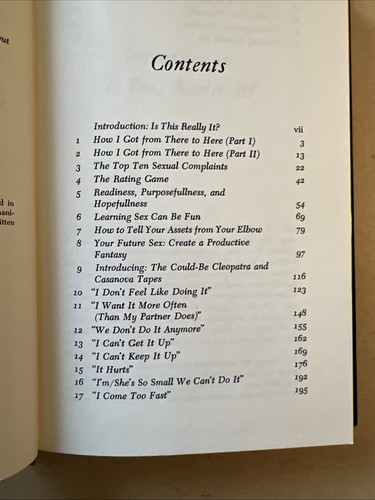 Contents
Introduction: Is This Really It? vii
1 How I Got from There to Here (Part I) 3
2 How I Got from There to Here (Part II) 13
3 The Top Ten Sexual Complaints 22
4 The Rating Game 42
5 Readiness, Purposefullness, and
Hopefullness 54
6 Learning Sex Can Be Fun 69
7 How to Tell Your Assets from Your Elbow 79
8 Your Future Sex: Create a Productive
Fantasy 97
9 Introducing: The Could-Be Cleopatra and
Casanova Tapes 116
10 "I Don't Feel Like Doing It" 123
11 "I Want It More Often
(Than My Partner Does)" 148
12 "We Don't Do It Anymore" 155
13 "I Can't Get It Up" 162
14 "I Can't Keep It Up" 169
15 "It Hurts" 176
16 "I'm/She's So Small We Can't Do It" 192
17 "I Come Too Fast" 195